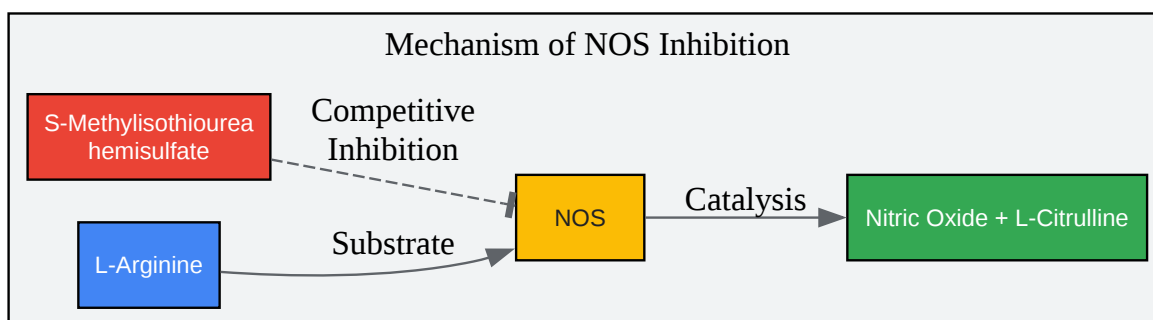 Mechanism of NOS Inhibition
S-Methylisothiourea
hemisulfate
Competitive
Inhibition
NOS
Catalysis
Nitric Oxide + L-Citrulline
Substrate
L-Arginine